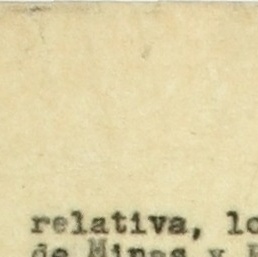 relativa, lo
de Minas y